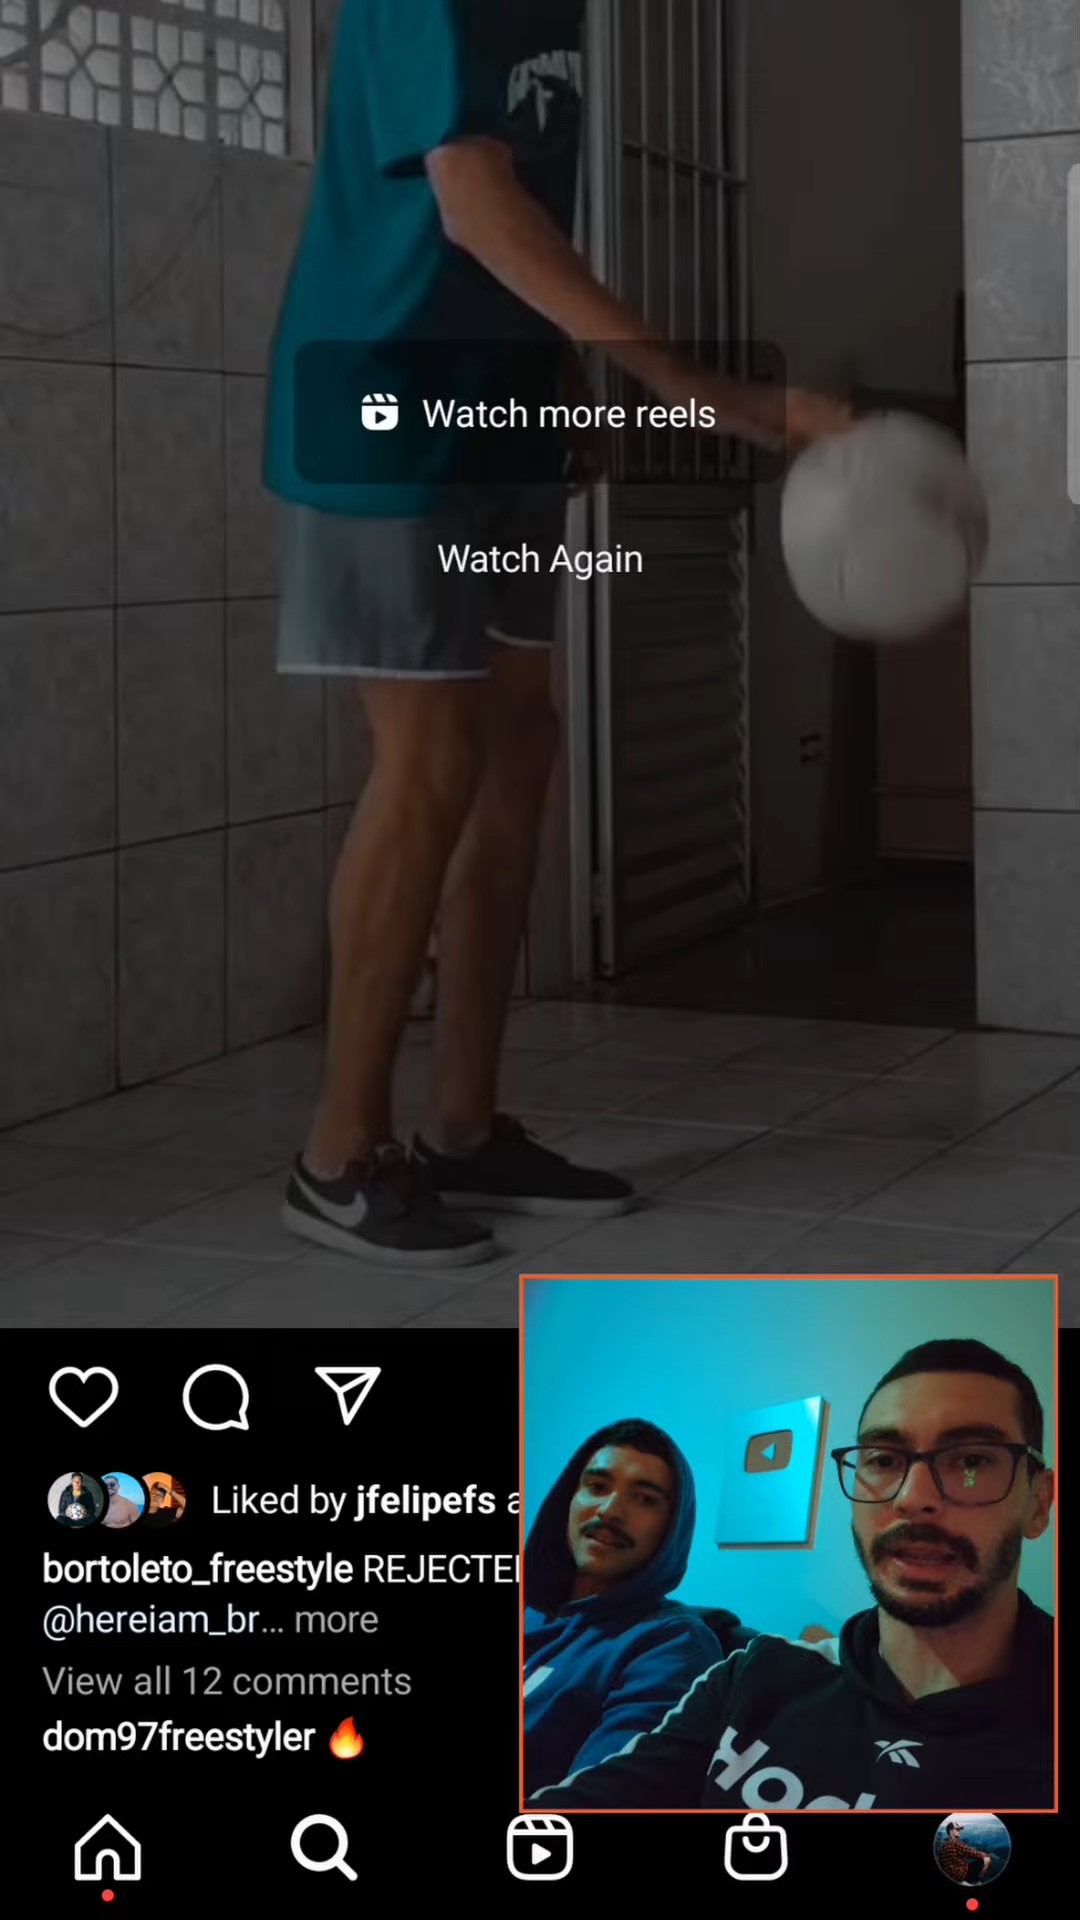 Watch more reels
Watch Again
Liked by jfelipefs
bortoleto_freestyle REJECTE
@hereiam_br... more
View all 12 comments
dom97freestyler 🔥